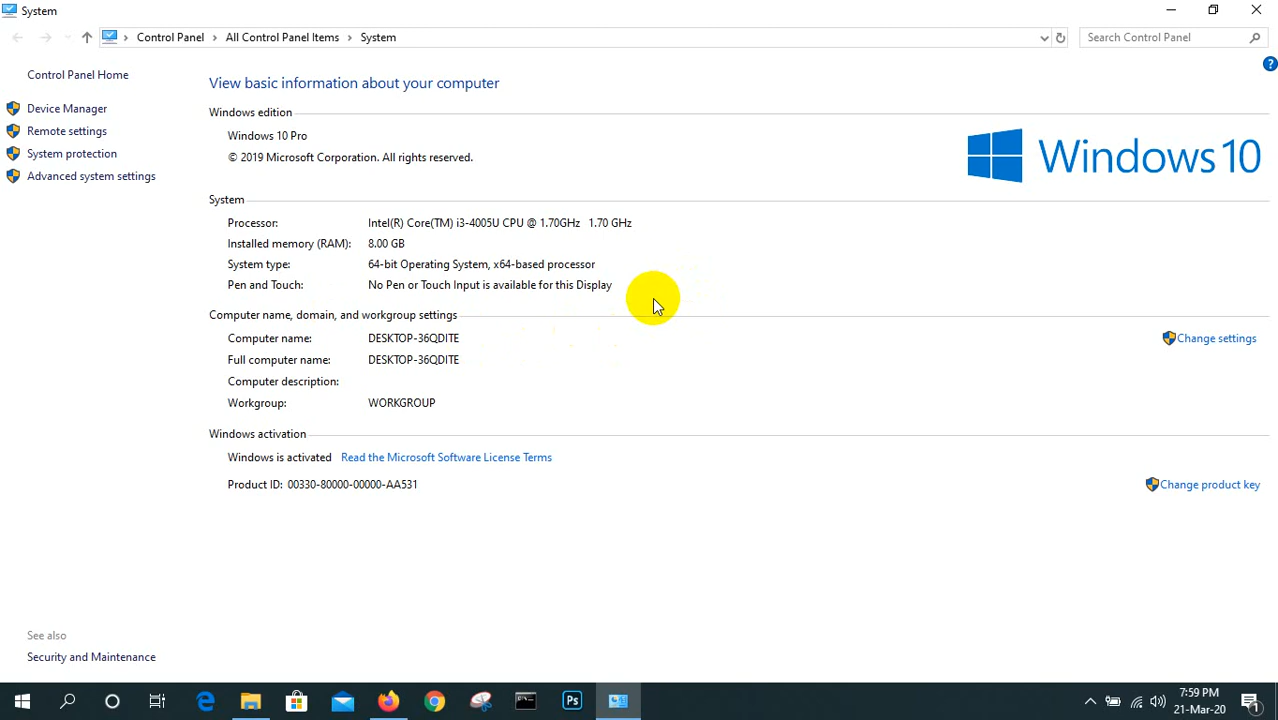 System
Control Panel > All Control Panel Items > System
Search Control Panel
Control Panel Home
Device Manager
Remote settings
System protection
Advanced system settings
View basic information about your computer
Windows edition
Windows 10 Pro
© 2019 Microsoft Corporation. All rights reserved.
Windows 10
System
Processor: Intel(R) Core(TM) i3-4005U CPU @ 1.70GHz 1.70 GHz
Installed memory (RAM): 8.00 GB
System type: 64-bit Operating System, x64-based processor
Pen and Touch: No Pen or Touch Input is available for this Display
Computer name, domain, and workgroup settings
Computer name: DESKTOP-36QDITE
Change settings
Full computer name: DESKTOP-36QDITE
Computer description:
Workgroup: WORKGROUP
Windows activation
Windows is activated Read the Microsoft Software License Terms
Product ID: 00330-80000-00000-AA531
Change product key
See also
Security and Maintenance
Ps
7:59 PM
21-Mar-20
1